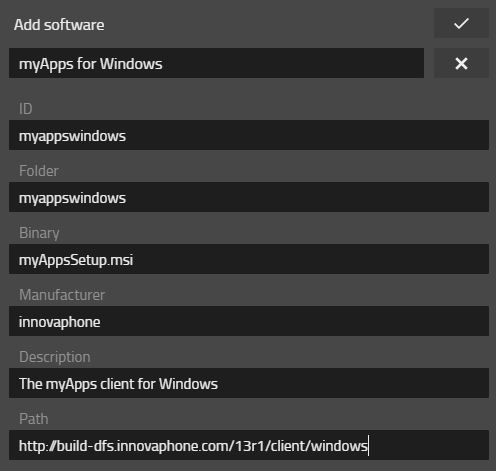 Add software
myApps for Windows
ID
myappswindows
Folder
myappswindows
Binary
myAppsSetup.msi
Manufacturer
innovaphone
Description
The myApps client for Windows
Path
http://build-dfs.innovaphone.com/13r1/client/windows